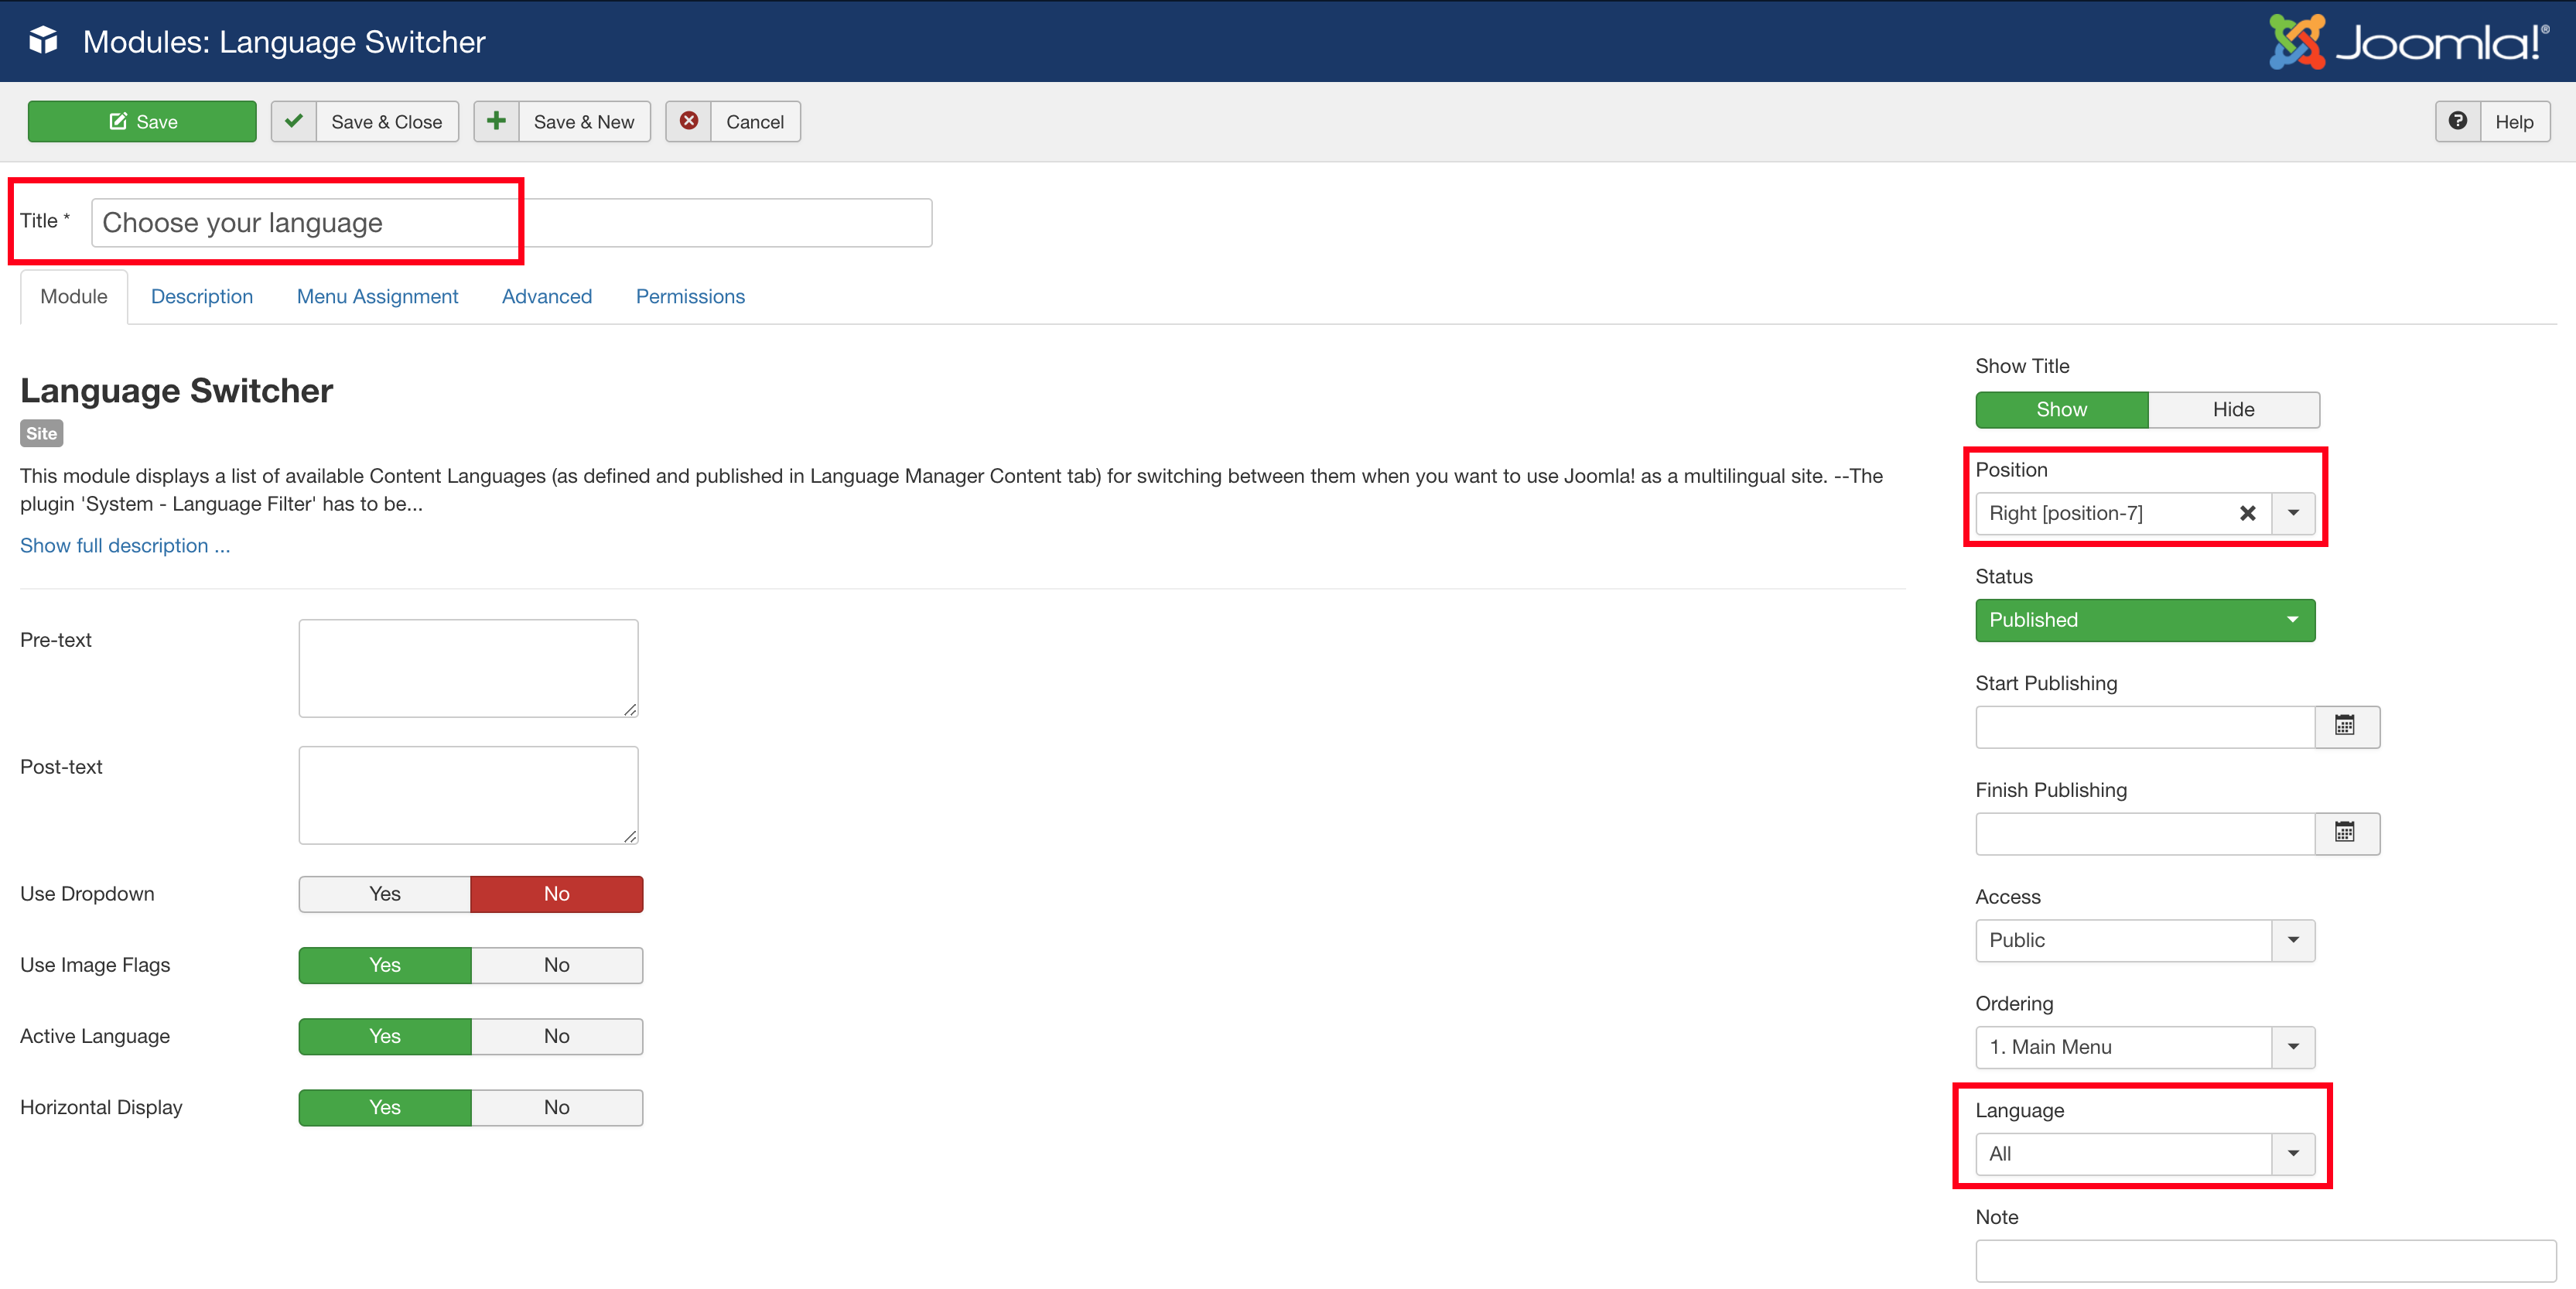 Modules: Language Switcher
Joomla!®
Save
Save & Close
Save & New
Cancel
Help
Title *
Choose your language
Module
Description
Menu Assignment
Advanced
Permissions
Language Switcher
Site
This module displays a list of available Content Languages (as defined and published in Language Manager Content tab) for switching between them when you want to use Joomla! as a multilingual site. --The
plugin 'System - Language Filter' has to be...
Show full description ...
Pre-text
Post-text
Use Dropdown
Yes
No
Use Image Flags
Yes
No
Active Language
Yes
No
Horizontal Display
Yes
No
Show Title
Show
Hide
Position
Right [position-7]
Status
Published
Start Publishing
Finish Publishing
Access
Public
Ordering
1. Main Menu
Language
All
Note